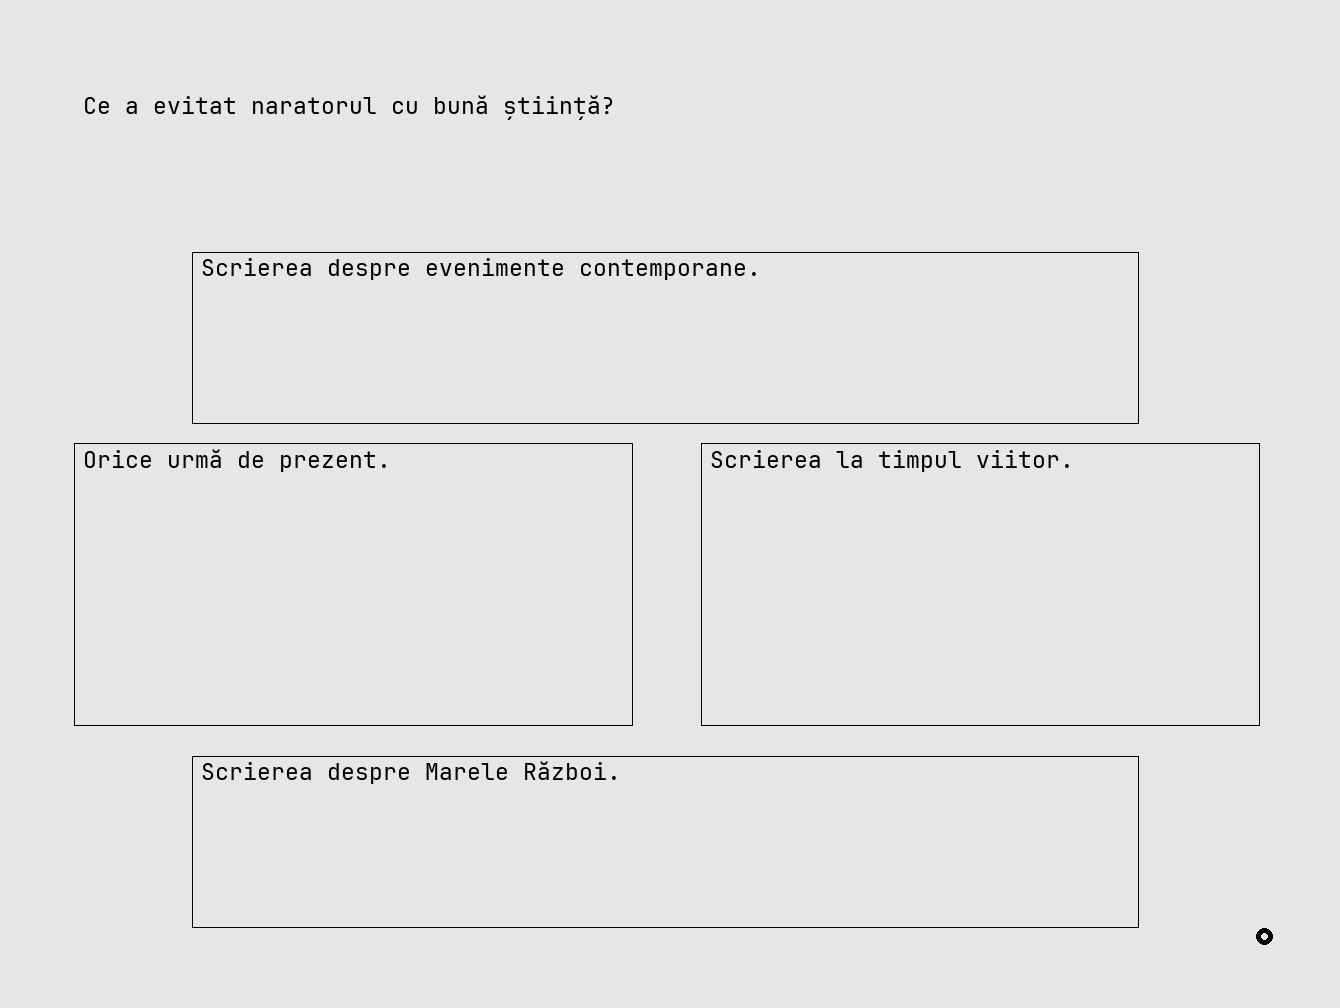 Ce a evitat naratorul cu bună știință?
Scrierea despre evenimente contemporane.
Orice urmă de prezent.
Scrierea la timpul viitor.
Scrierea despre Marele Război.